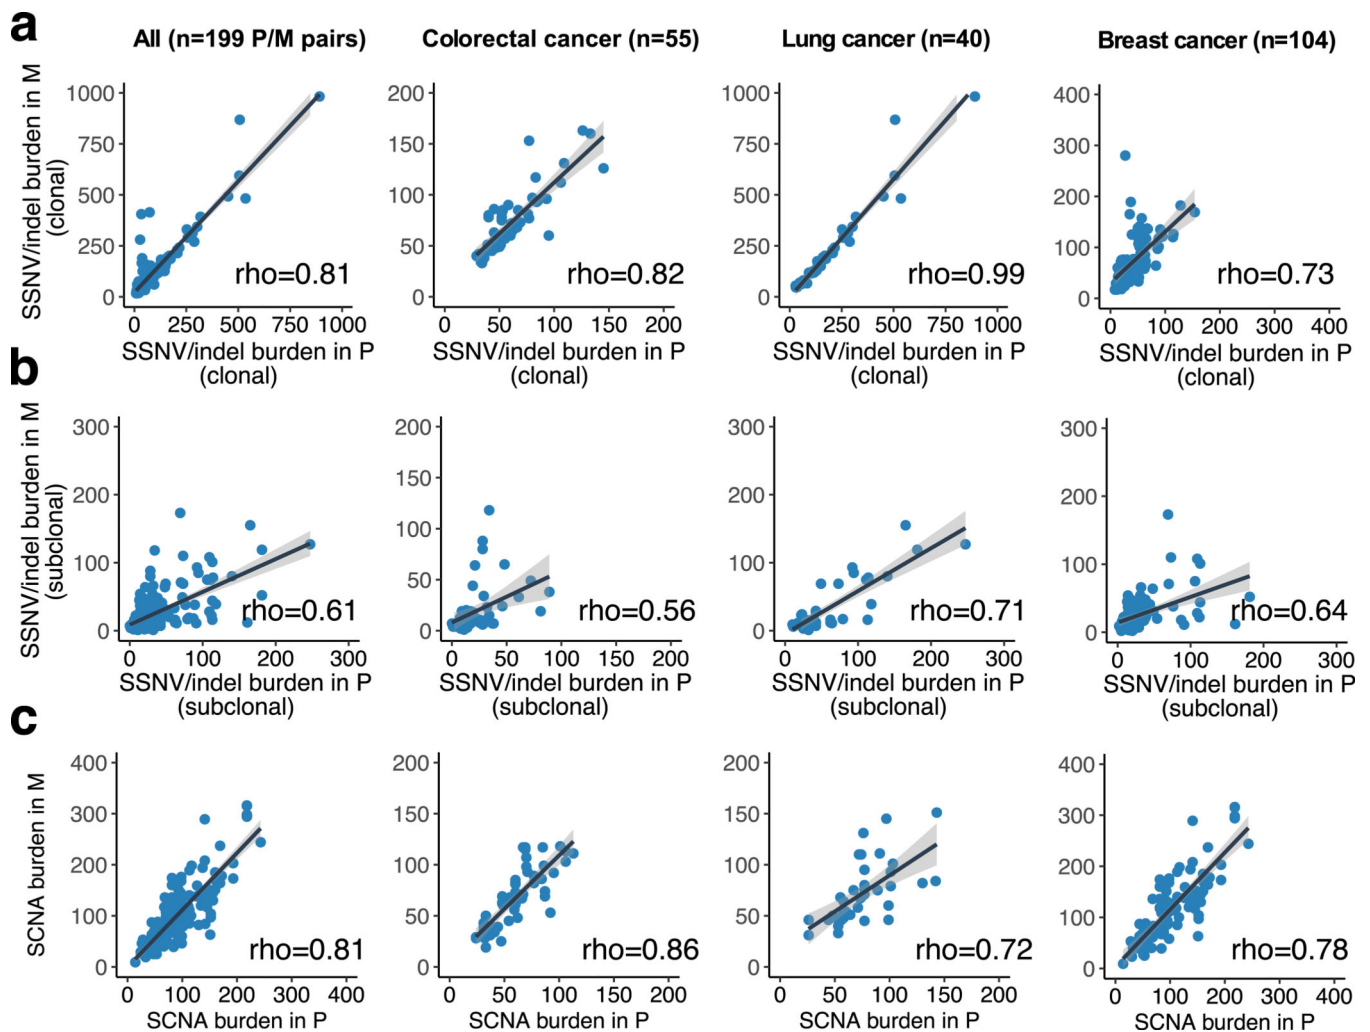 a
All (n=199 P/M pairs)
Colorectal cancer (n=55)
Lung cancer (n=40)
Breast cancer (n=104)
SSNV/indel burden in M
(clonal)
1000
750
500
250
0
rho=0.81
0 250 500 750 1000
SSNV/indel burden in P
(clonal)
200
150
100
50
0
rho=0.82
0 50 100 150 200
SSNV/indel burden in P
(clonal)
1000
750
500
250
0
rho=0.99
0 250 500 750 1000
SSNV/indel burden in P
(clonal)
400
300
200
100
0
rho=0.73
0 100 200 300 400
SSNV/indel burden in P
(clonal)
b
SSNV/indel burden in M
(subclonal)
300
200
100
0
rho=0.61
0 100 200 300
SSNV/indel burden in P
(subclonal)
200
150
100
50
0
rho=0.56
0 50 100 150 200
SSNV/indel burden in P
(subclonal)
300
200
100
0
rho=0.71
0 100 200 300
SSNV/indel burden in P
(subclonal)
300
200
100
0
rho=0.64
0 100 200 300
SSNV/indel burden in P
(subclonal)
c
SCNA burden in M
400
300
200
100
0
rho=0.81
0 100 200 300 400
SCNA burden in P
200
150
100
50
0
rho=0.86
0 50 100 150 200
SCNA burden in P
200
150
100
50
0
rho=0.72
0 50 100 150 200
SCNA burden in P
400
300
200
100
0
rho=0.78
0 100 200 300 400
SCNA burden in P